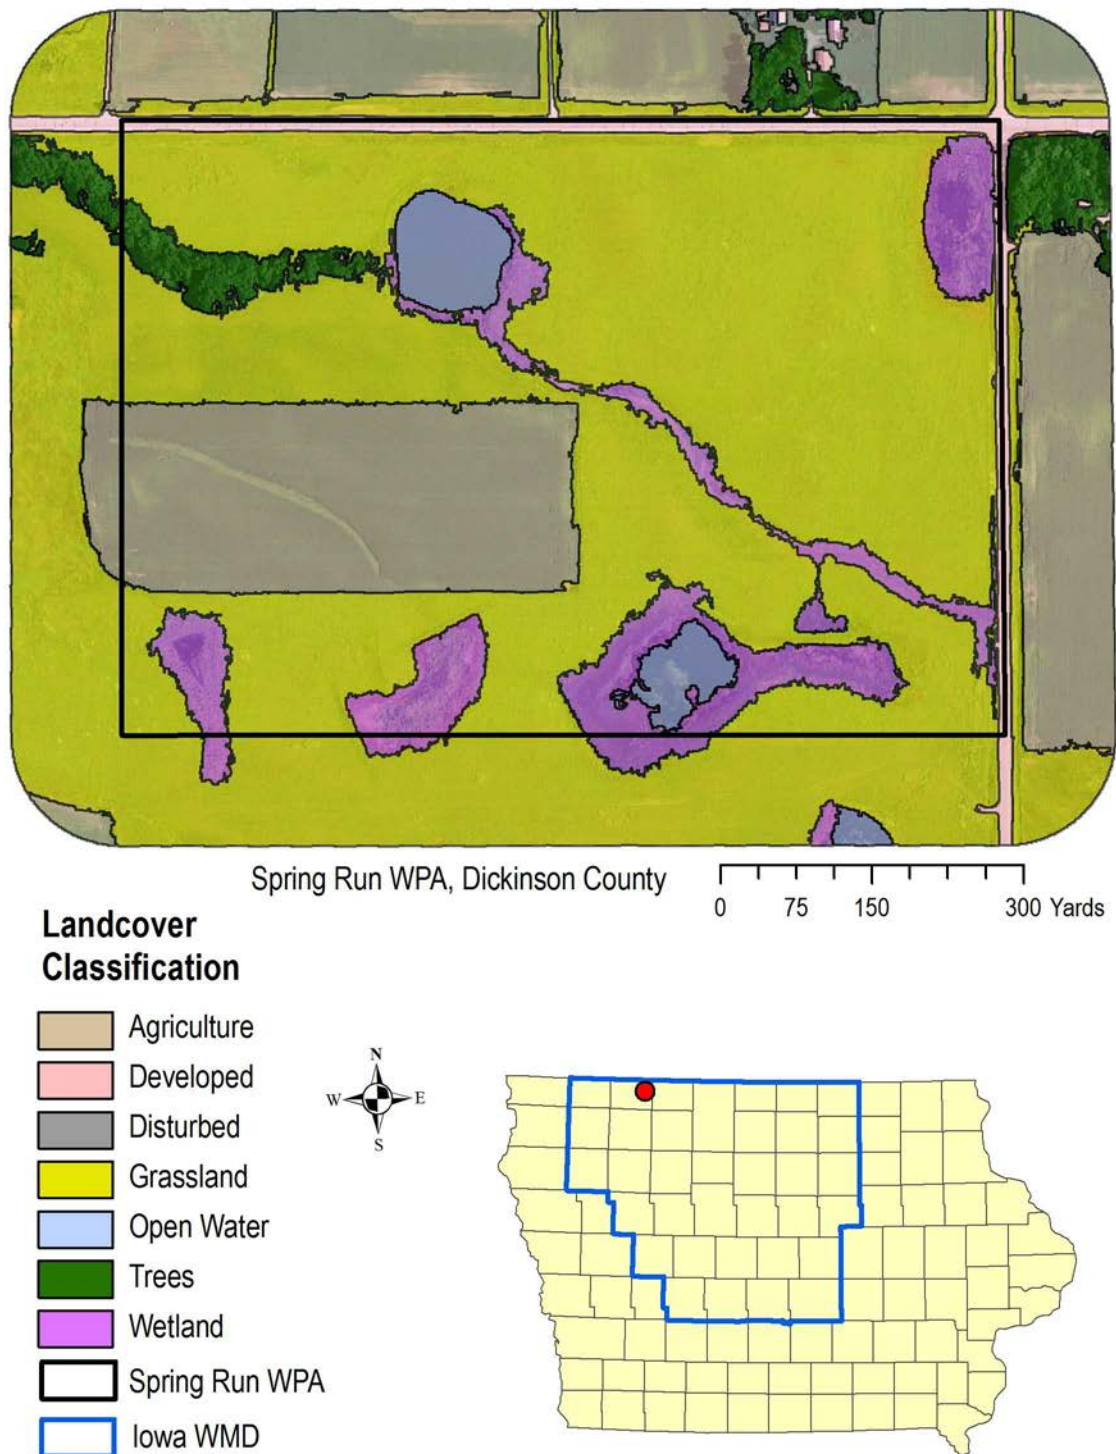 Spring Run WPA, Dickinson County
0 75 150 300 Yards
Landcover
Classification
Agriculture
Developed
Disturbed
Grassland
Open Water
Trees
Wetland
Spring Run WPA
Iowa WMD
N
W E
S